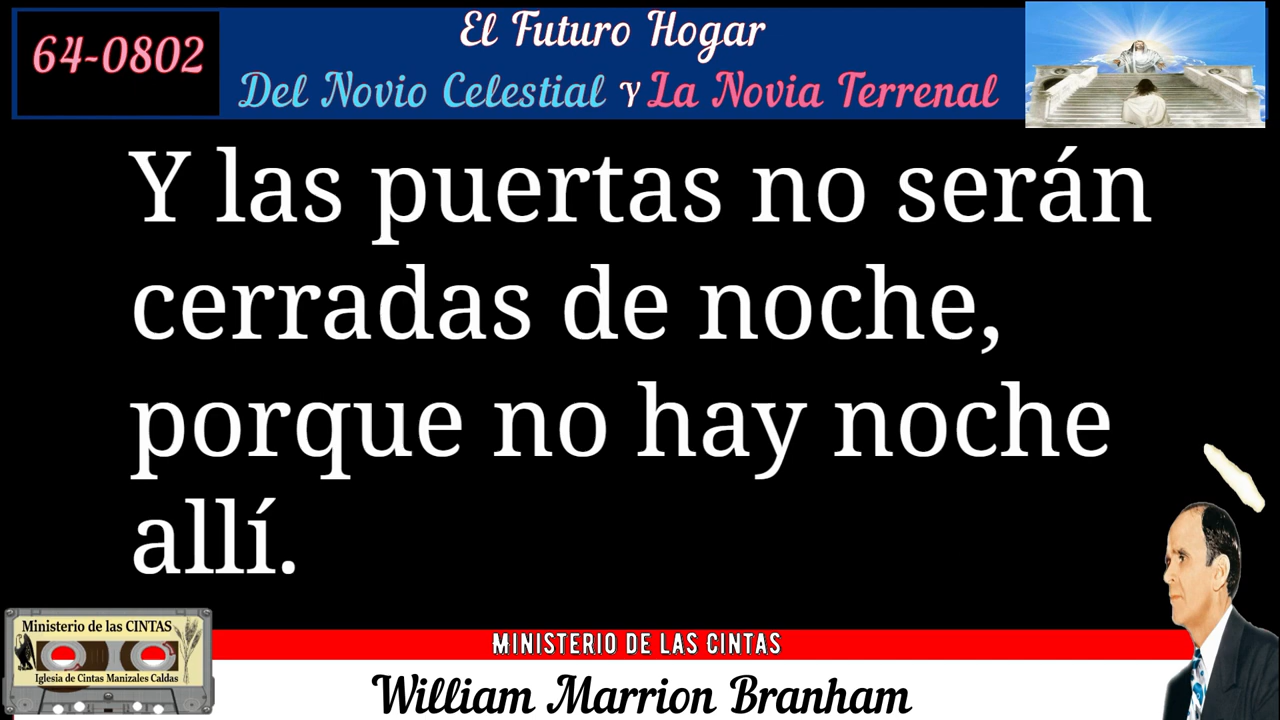 64-0802
El Futuro Hogar
Del Novio Celestial Y La Novia Terrenal
Y las puertas no serán
cerradas de noche,
porque no hay noche
allí.
Ministerio de las CINTAS
Iglesia de Cintas Manizales Caldas
MINISTERIO DE LAS CINTAS
William Marrion Branham